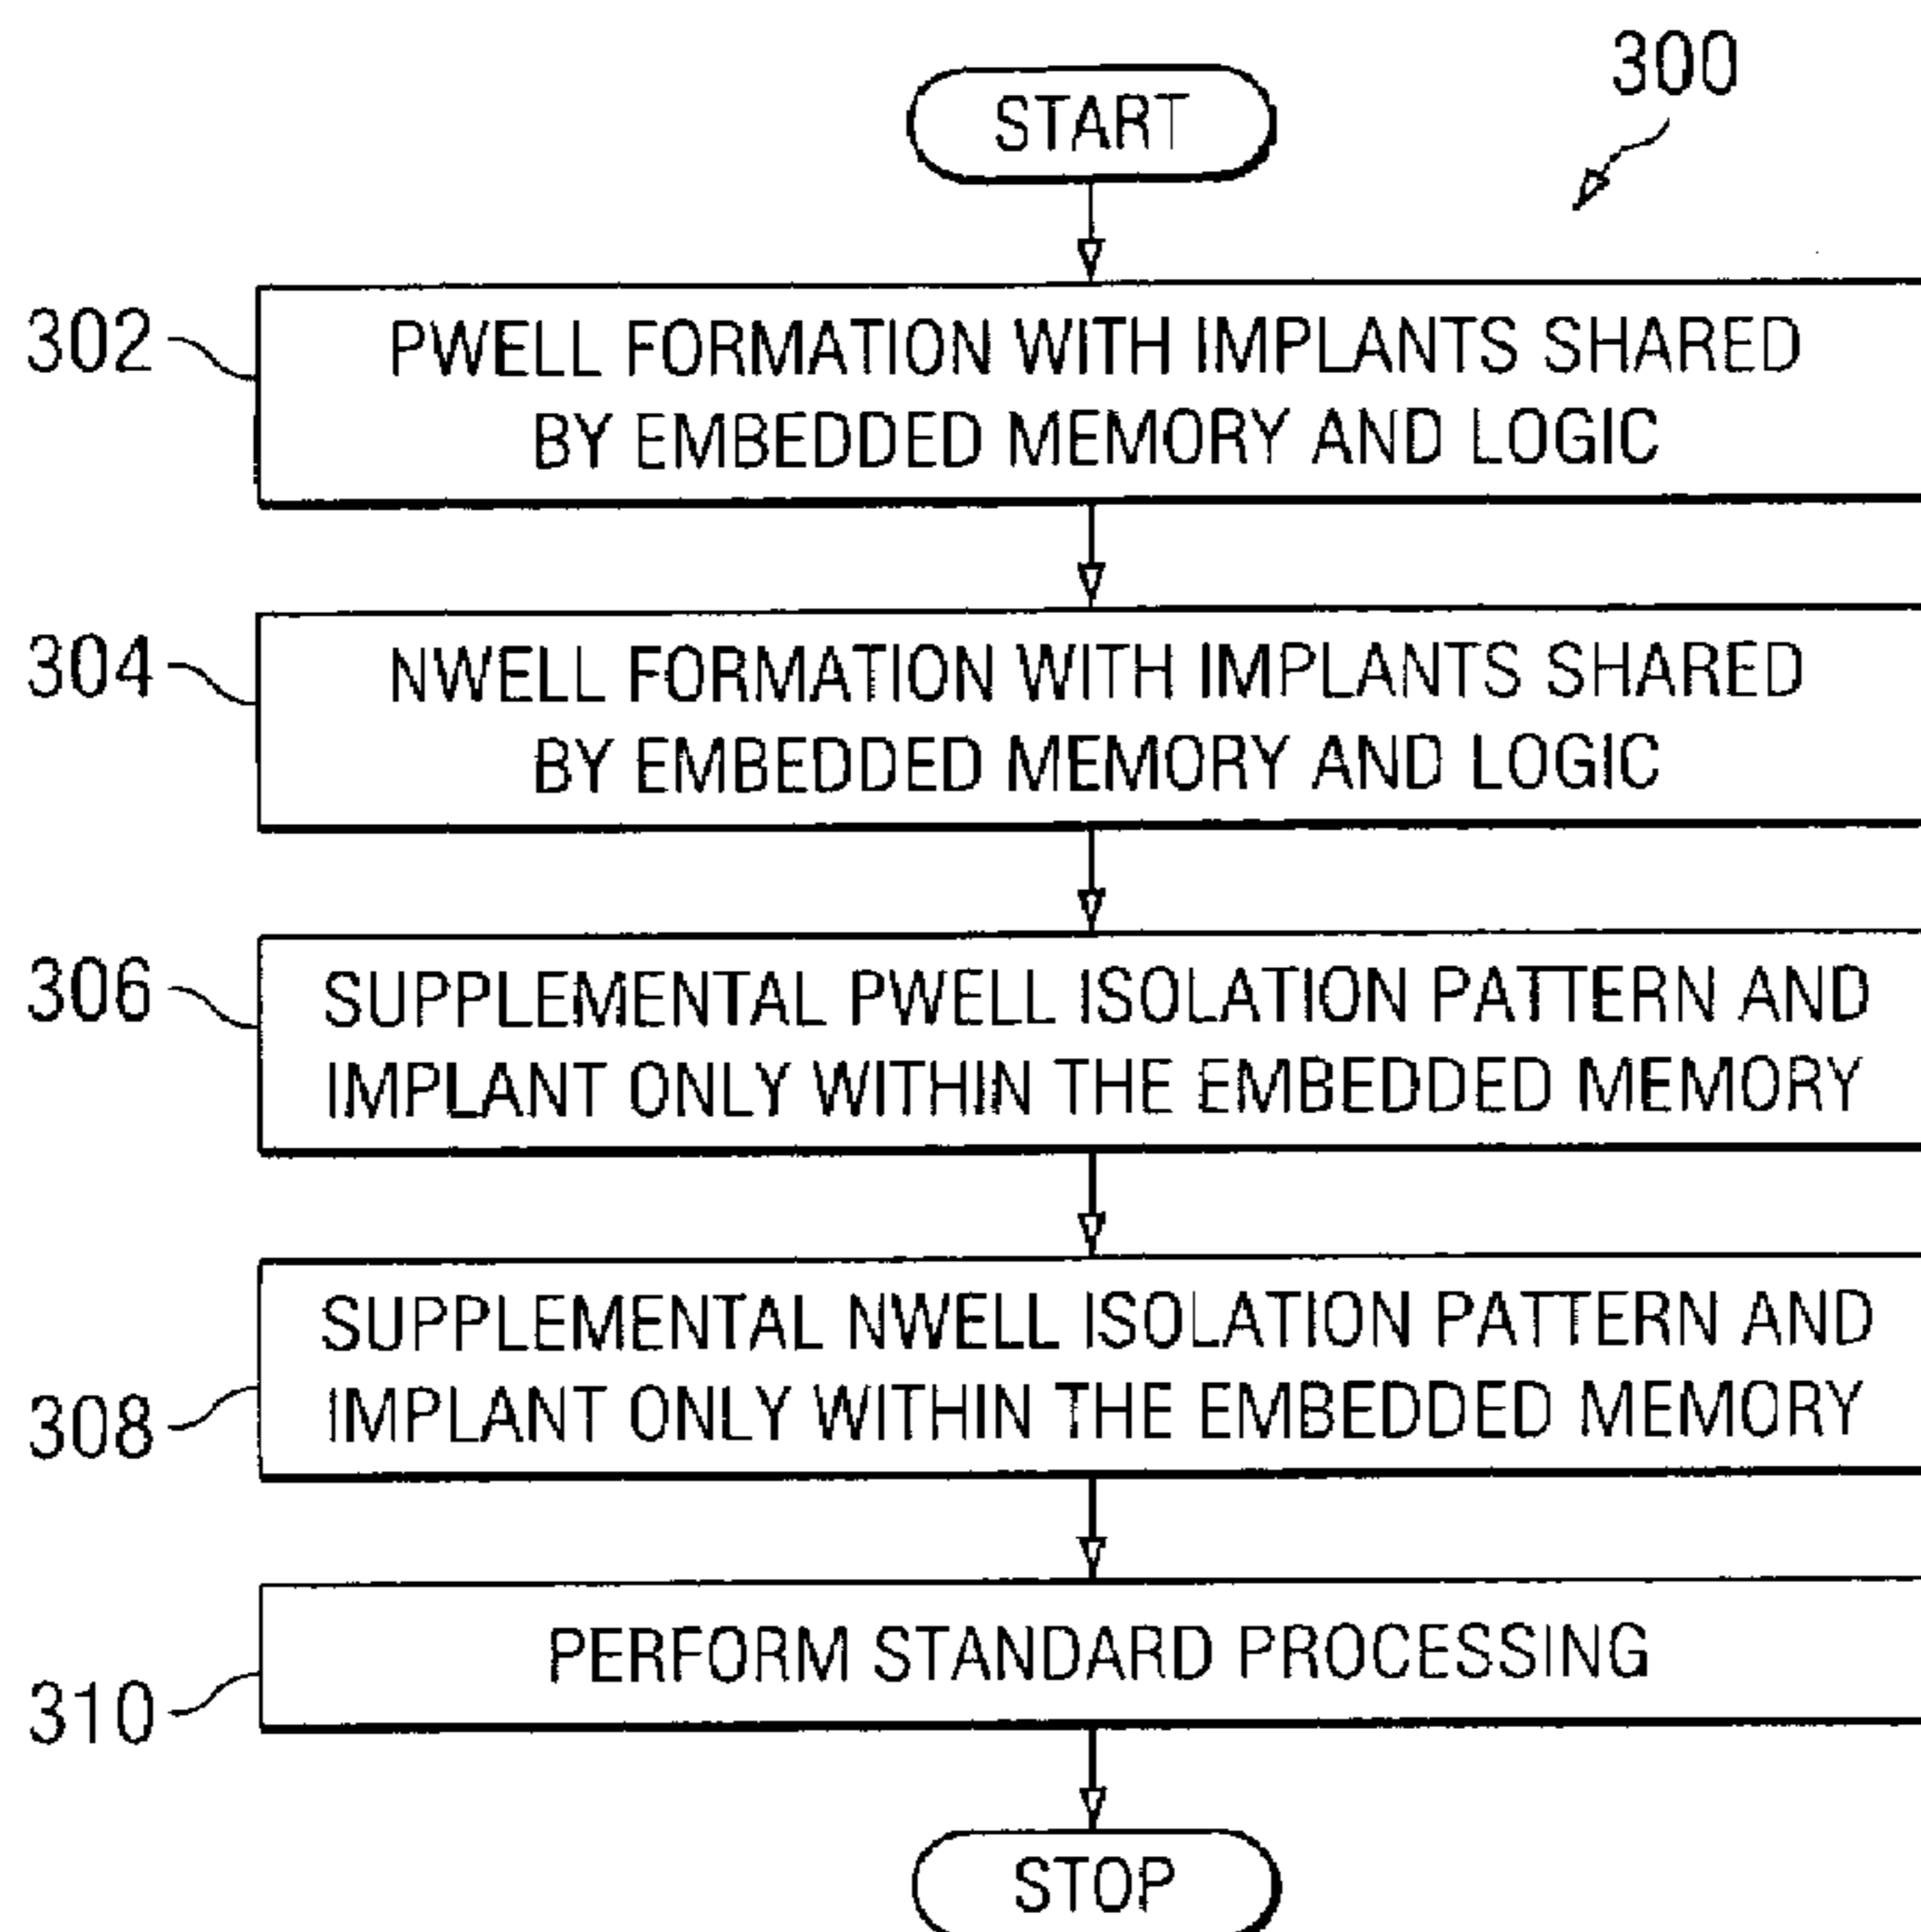 300
START
302
PWELL FORMATION WITH IMPLANTS SHARED
BY EMBEDDED MEMORY AND LOGIC
304
NWELL FORMATION WITH IMPLANTS SHARED
BY EMBEDDED MEMORY AND LOGIC
306
SUPPLEMENTAL PWELL ISOLATION PATTERN AND
IMPLANT ONLY WITHIN THE EMBEDDED MEMORY
308
SUPPLEMENTAL NWELL ISOLATION PATTERN AND
IMPLANT ONLY WITHIN THE EMBEDDED MEMORY
310
PERFORM STANDARD PROCESSING
STOP